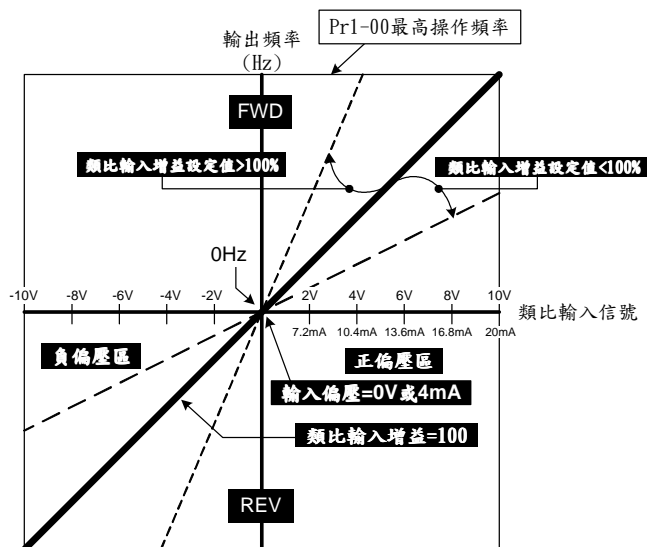 Pr1-00最高操作頻率
輸出頻率
(Hz)
FWD
類比輸入增益設定值>100%
類比輸入增益設定值<100%
0Hz
-10V -8V -6V -4V -2V 2V 4V 6V 8V 10V
類比輸入信號
7.2mA 10.4mA 13.6mA 16.8mA 20mA
負偏壓區
正偏壓區
輸入偏壓=0V或4mA
類比輸入增益=100
REV